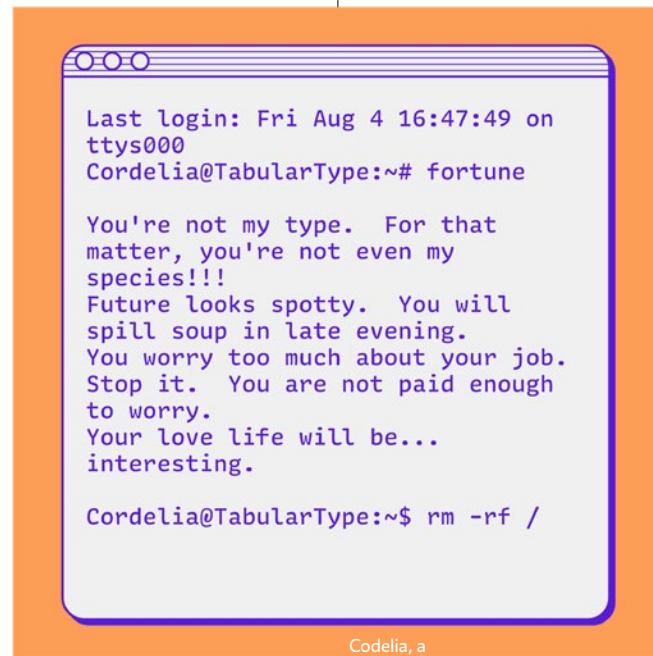 Last login: Fri Aug 4 16:47:49 on
ttys000
Cordelia@TabularType:~# fortune
You're not my type.  For that
matter, you're not even my
species!!!
Future looks spotty.  You will
spill soup in late evening.
You worry too much about your job.
Stop it.  You are not paid enough
to worry.
Your love life will be...
interesting.
Cordelia@TabularType:~$ rm -rf /
Codelia, a